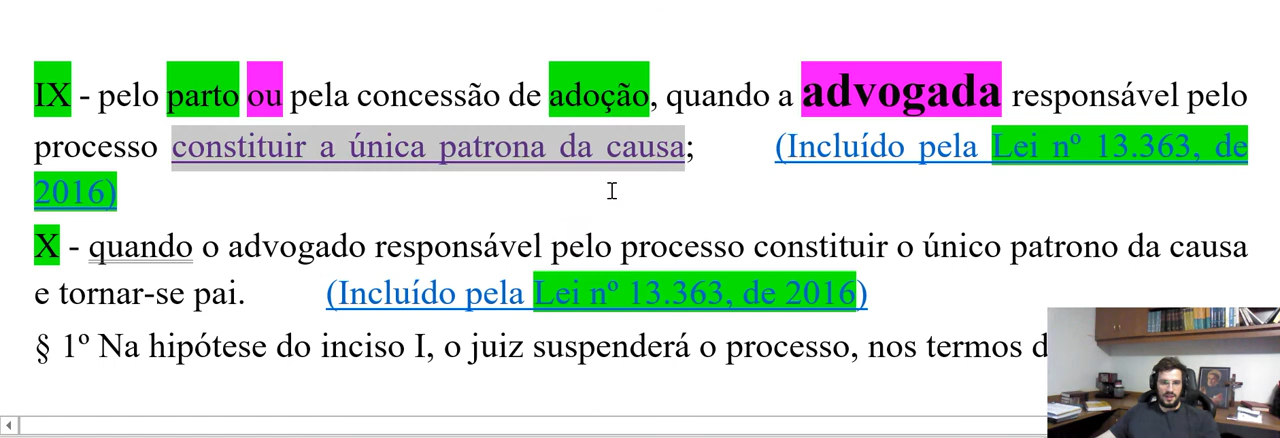 IX - pelo parto ou pela concessão de adoção, quando a advogada responsável pelo
processo constituir a única patrona da causa; (Incluído pela Lei nº 13.363, de
2016)
X - quando o advogado responsável pelo processo constituir o único patrono da causa
e tornar-se pai. (Incluído pela Lei nº 13.363, de 2016)
§ 1º Na hipótese do inciso I, o juiz suspenderá o processo, nos termos d